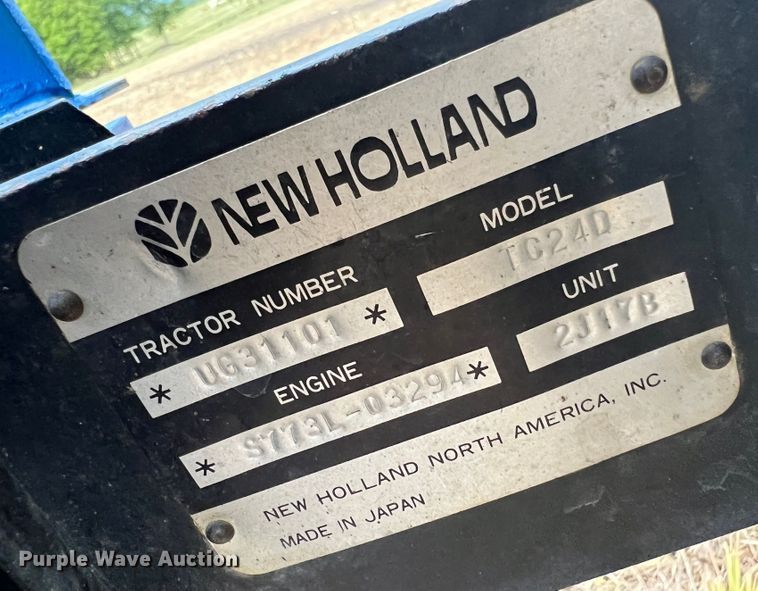 NEW HOLLAND
TRACTOR NUMBER
* UG31101 *
MODEL
TC24D
ENGINE
* S773L-03294 *
UNIT
2J17B
NEW HOLLAND NORTH AMERICA, INC.
MADE IN JAPAN
Purple Wave Auction